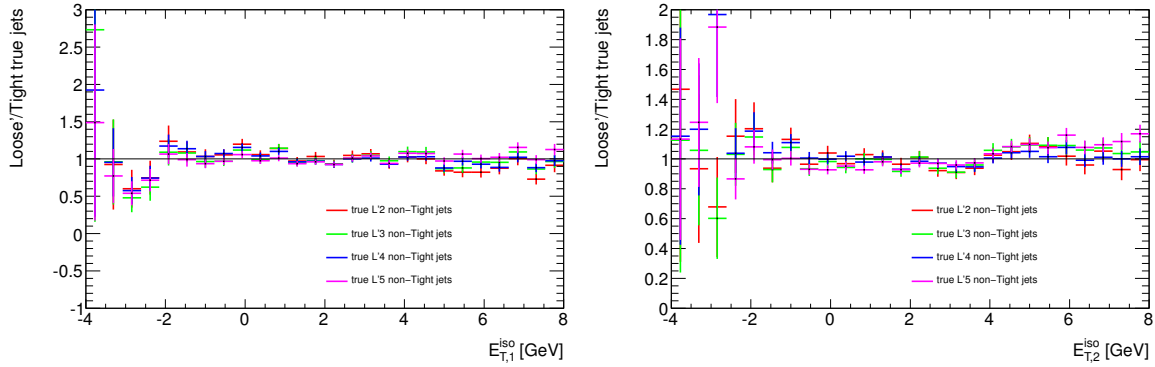 Loose'/Tight true jets
3
2.5
2
1.5
1
0.5
0
-0.5
-1
-4 -2 0 2 4 6 8
E_{T,1}^{iso} [GeV]
true L'2 non-Tight jets
true L'3 non-Tight jets
true L'4 non-Tight jets
true L'5 non-Tight jets
Loose'/Tight true jets
2
1.8
1.6
1.4
1.2
1
0.8
0.6
0.4
0.2
0
-4 -2 0 2 4 6 8
E_{T,2}^{iso} [GeV]
true L'2 non-Tight jets
true L'3 non-Tight jets
true L'4 non-Tight jets
true L'5 non-Tight jets